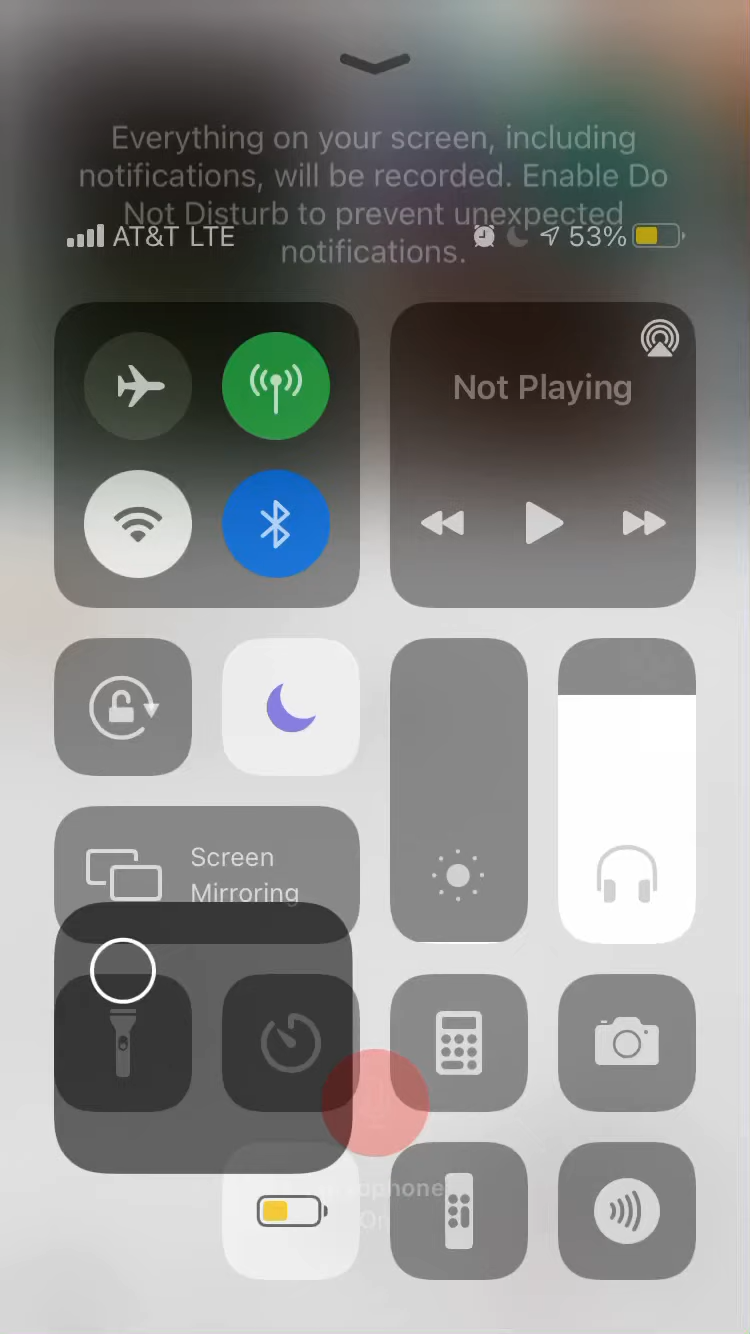 Everything on your screen, including
notifications, will be recorded. Enable Do
Not Disturb to prevent unexpected
notifications.
AT&T LTE
53%
Not Playing
Screen
Mirroring
On